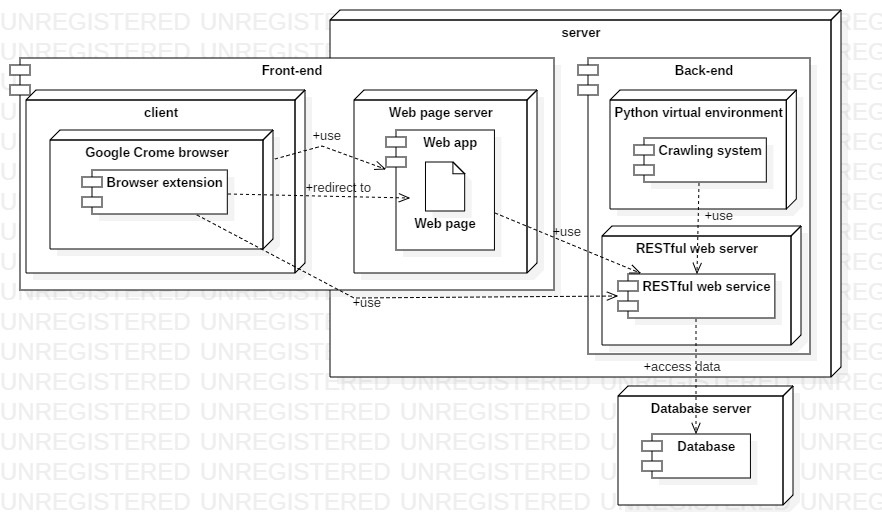 server
Front-end
Back-end
client
Web page server
Python virtual environment
Google Crome browser
+use
Web app
Crawling system
Browser extension
+redirect to
Web page
+use
+use
RESTful web server
RESTful web service
+use
+access data
Database server
Database
UNREGISTERED UNREGISTERED UNREGISTERED UNREGISTERED UNREGISTERED